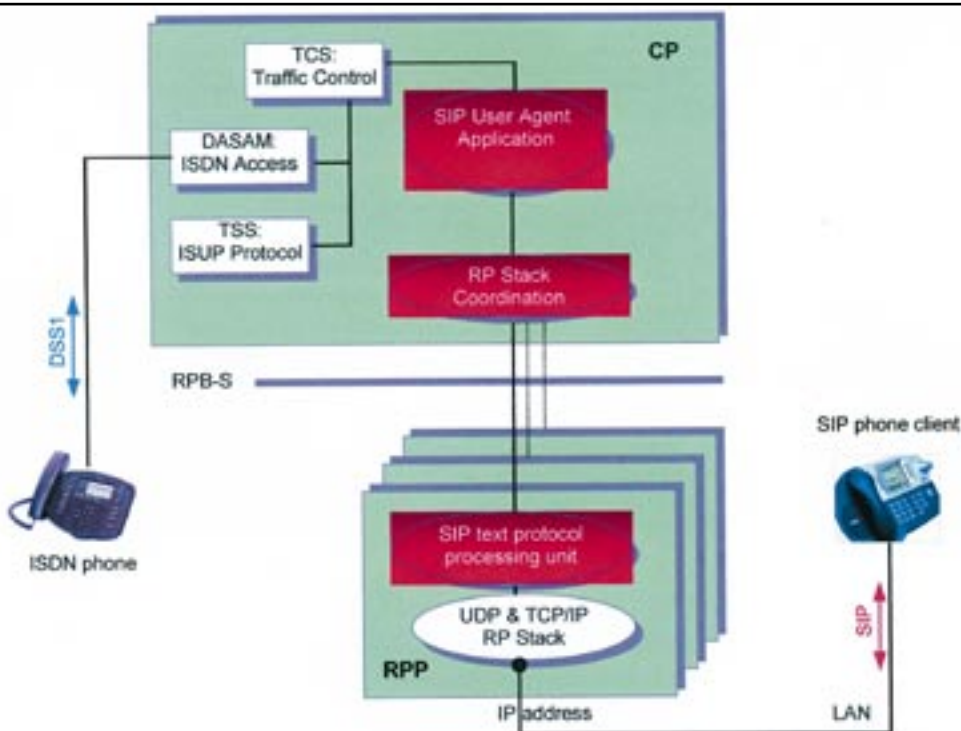 TCS:
Traffic Control
CP
SIP User Agent
Application
DASAM:
ISDN Access
TSS:
ISUP Protocol
RP Stack
Coordination
DSS1
RPB-S
SIP phone client
ISDN phone
SIP text protocol
processing unit
UDP & TCP/IP
RP Stack
SIP
RPP
IP address
LAN